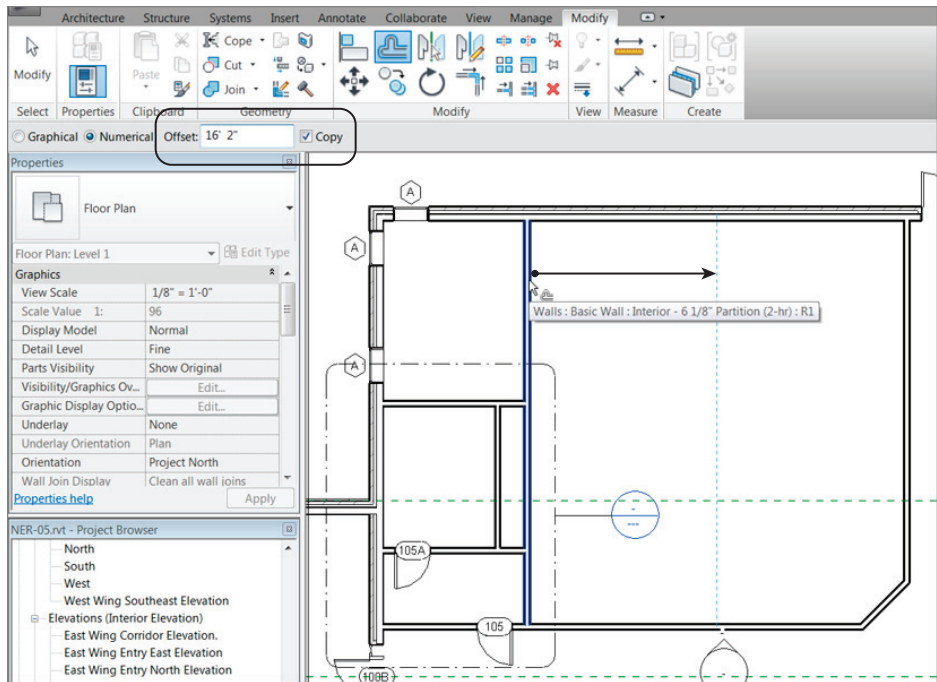 Architecture Structure Systems Insert Annotate Collaborate View Manage Modify
Modify Paste Cope Cut Join
Select Properties Clipboard Geometry Modify View Measure Create
Graphical Numerical Offset: 16' 2" Copy
Properties
Floor Plan
Floor Plan: Level 1 Edit Type
Graphics
View Scale 1/8" = 1'-0"
Scale Value 1: 96
Display Model Normal
Detail Level Fine
Parts Visibility Show Original
Visibility/Graphics Ov... Edit...
Graphic Display Optio... Edit...
Underlay None
Underlay Orientation Plan
Orientation Project North
Wall Join Display Clean all wall joins
Properties help Apply
NER-05.rvt - Project Browser
North
South
West
West Wing Southeast Elevation
Elevations (Interior Elevation)
East Wing Corridor Elevation.
East Wing Entry East Elevation
East Wing Entry North Elevation
A
A
Walls : Basic Wall : Interior - 6 1/8" Partition (2-hr) : R1
A
-
---
105A
105
100B
-